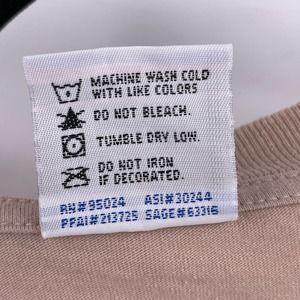 MACHINE WASH COLD
WITH LIKE COLORS
DO NOT BLEACH.
TUMBLE DRY LOW.
DO NOT IRON
IF DECORATED.
RN#95024 ASI#30244
PPAI#213725 SAGE#63316